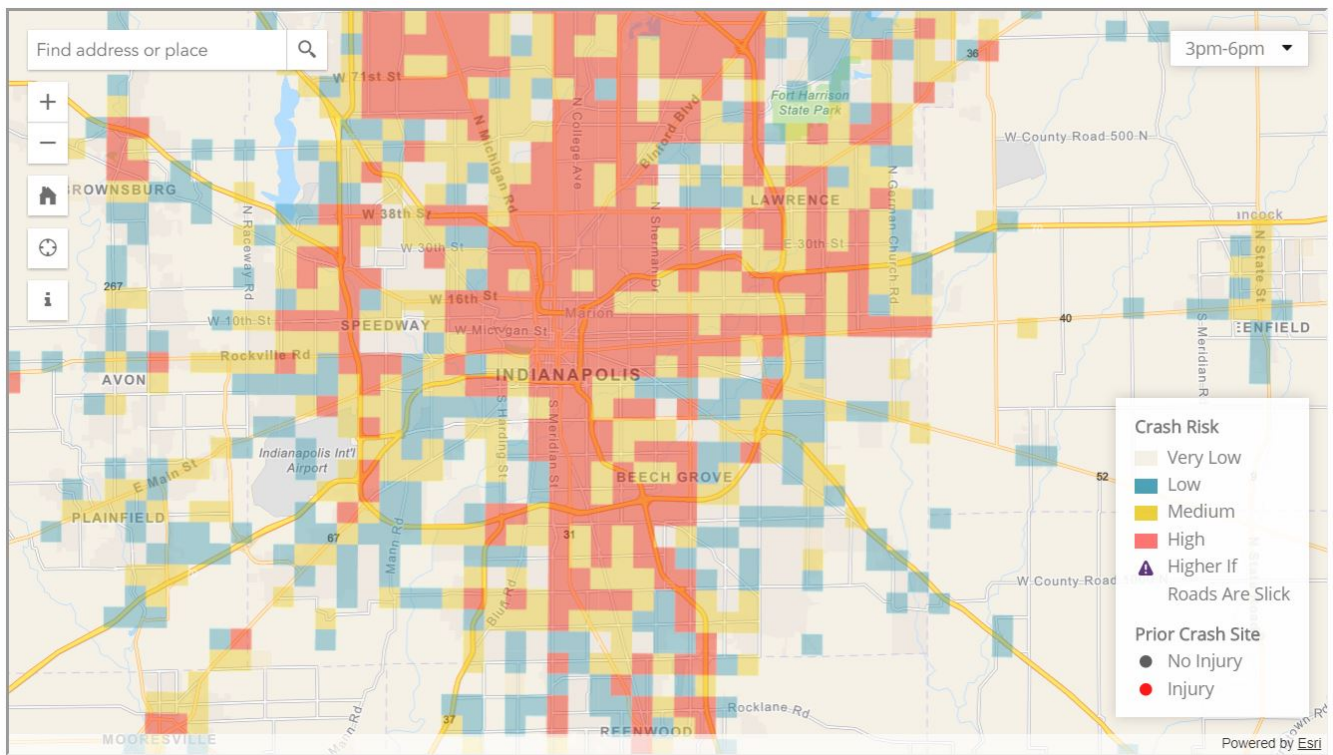 Find address or place
3pm-6pm
+
−
i
W 71st St
N College Ave
N Michigan Rd
Binford Blvd
Fort Harrison
State Park
36
N German Church Rd
W County Road 500 N
BROWNSBURG
LAWRENCE
W 38th St
N Raceway Rd
W 30th St
N Sherman Dr
E 30th St
ancock
70
N State St
267
W 16th St
Marion
W 10th St
SPEEDWAY
W Michigan St
40
S Meridian R
EENFIELD
Rockville Rd
AVON
INDIANAPOLIS
S Harding St
S Meridian St
Indianapolis Int'l
Airport
E Main St
BEECH GROVE
52
PLAINFIELD
67
Mann Rd
31
Bluff Rd
W County Road
N
Crash Risk
Very Low
Low
Medium
High
Higher If
Roads Are Slick
Prior Crash Site
No Injury
Injury
37
Mann Rd
Rocklane Rd
REENWOOD
MOORESVILLE
Powered by Esri